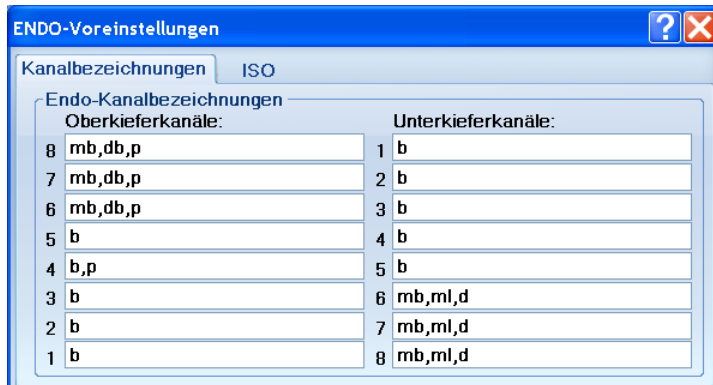 ENDO-Voreinstellungen
Kanalbezeichnungen ISO
Endo-Kanalbezeichnungen
Oberkieferkanäle: Unterkieferkanäle:
8 mb,db,p 1 b
7 mb,db,p 2 b
6 mb,db,p 3 b
5 b 4 b
4 b,p 5 b
3 b 6 mb,ml,d
2 b 7 mb,ml,d
1 b 8 mb,ml,d